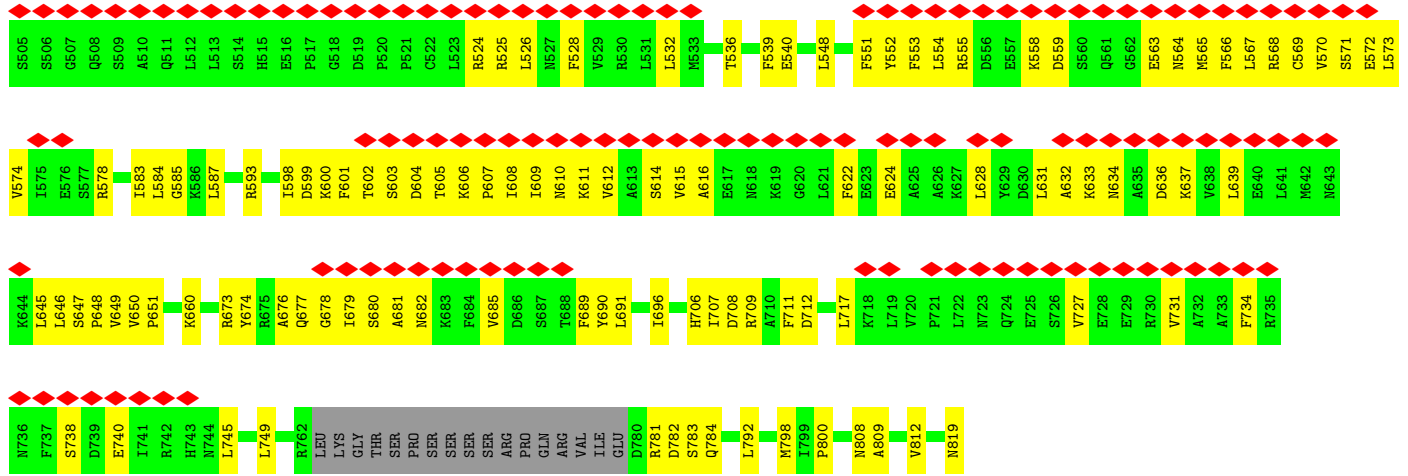 S505 S506 G507 Q508 S509 A510 Q511 L512 L513 S514 H515 E516 P517 G518 D519 P520 P521 C522 L523 R524 R525 L526 N527 F528 V529 R530 L531 L532 M533 T536 F539 E540 L548 F551 Y552 F553 L554 R555 D556 E557 K558 D559 S560 Q561 G562 E563 N564 M565 F566 L567 R568 C569 V570 S571 E572 L573
V574 I575 E576 S577 R578 I583 L584 G585 K586 L587 R593 I598 D599 K600 F601 T602 S603 D604 T605 K606 P607 I608 I609 N610 K611 V612 A613 S614 V615 A616 E617 N618 K619 G620 L621 F622 E623 E624 A625 A626 K627 L628 Y629 D630 L631 A632 K633 N634 A635 D636 K637 V638 L639 E640 L641 M642 N643
K644 L645 L646 S647 P648 V649 V650 P651 K660 R673 Y674 R675 A676 Q677 G678 I679 S680 A681 N682 K683 F684 V685 D686 S687 T688 F689 Y690 L691 I696 H706 I707 D708 R709 A710 F711 D712 L717 K718 L719 V720 P721 L722 N723 Q724 E725 S726 V727 E728 E729 R730 V731 A732 A733 F734 R735
N736 F737 S738 D739 E740 I741 R742 H743 N744 L745 L749 R762 LEU LYS GLY THR SER PRO SER SER SER SER ARG PRO GLN ARG VAL ILE GLU D780 R781 D782 S783 Q784 L792 M798 I799 P800 N808 A809 V812 N819